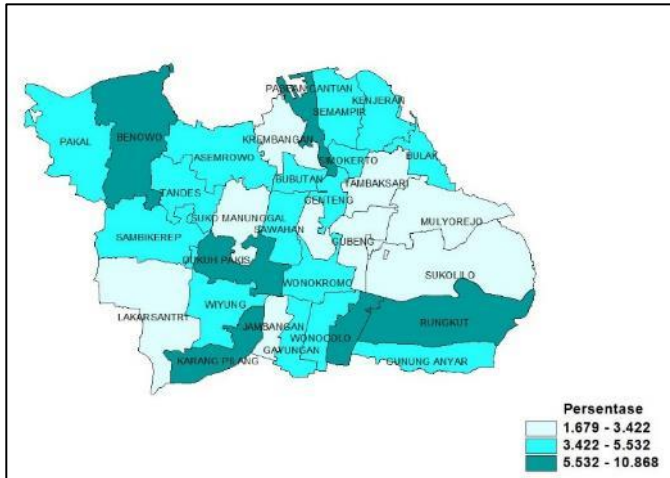 PABEAN CANTIAN
KENJERAN
SEMAMPIR
PAKAL
BENOWO
KREMBANGAN
ASEMROWO
SIMOKERTO
BULAK
BUBUTAN
TAMBAKSARI
TANDES
GENTENG
SUKO MANUNGGAL
MULYOREJO
SAWAHAN
SAMBIKEREP
GUBENG
DUKUH PAKIS
SUKOLILO
WONOKROMO
WIYUNG
LAKARSANTRI
RUNGKUT
JAMBANGAN
WONOCOLO
GAYUNGAN
KARANG PILANG
GUNUNG ANYAR
Persentase
1.679 - 3.422
3.422 - 5.532
5.532 - 10.868